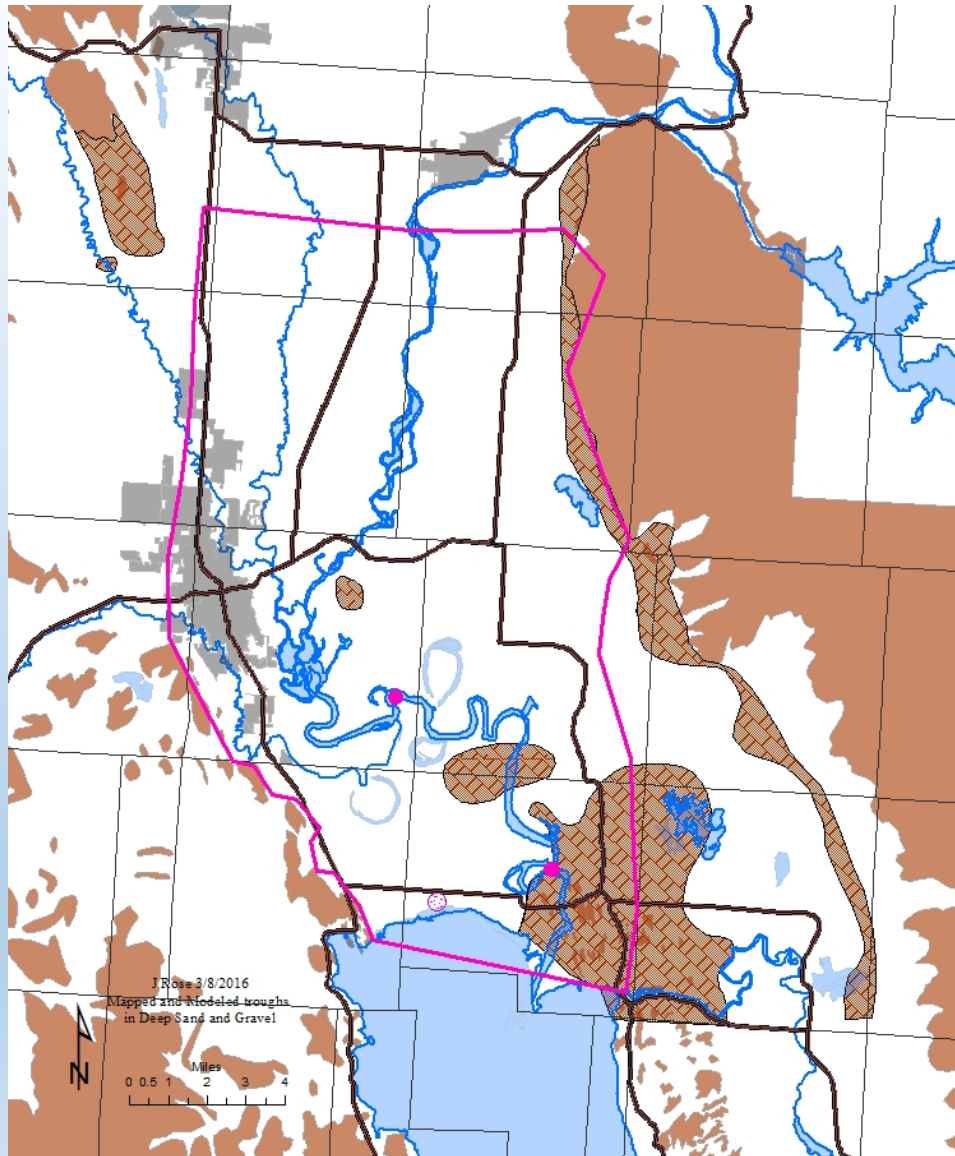 J Rose 3/8/2016
Mapped and Modeled troughs
in Deep Sand and Gravel
N
Miles
0 0.5 1 2 3 4